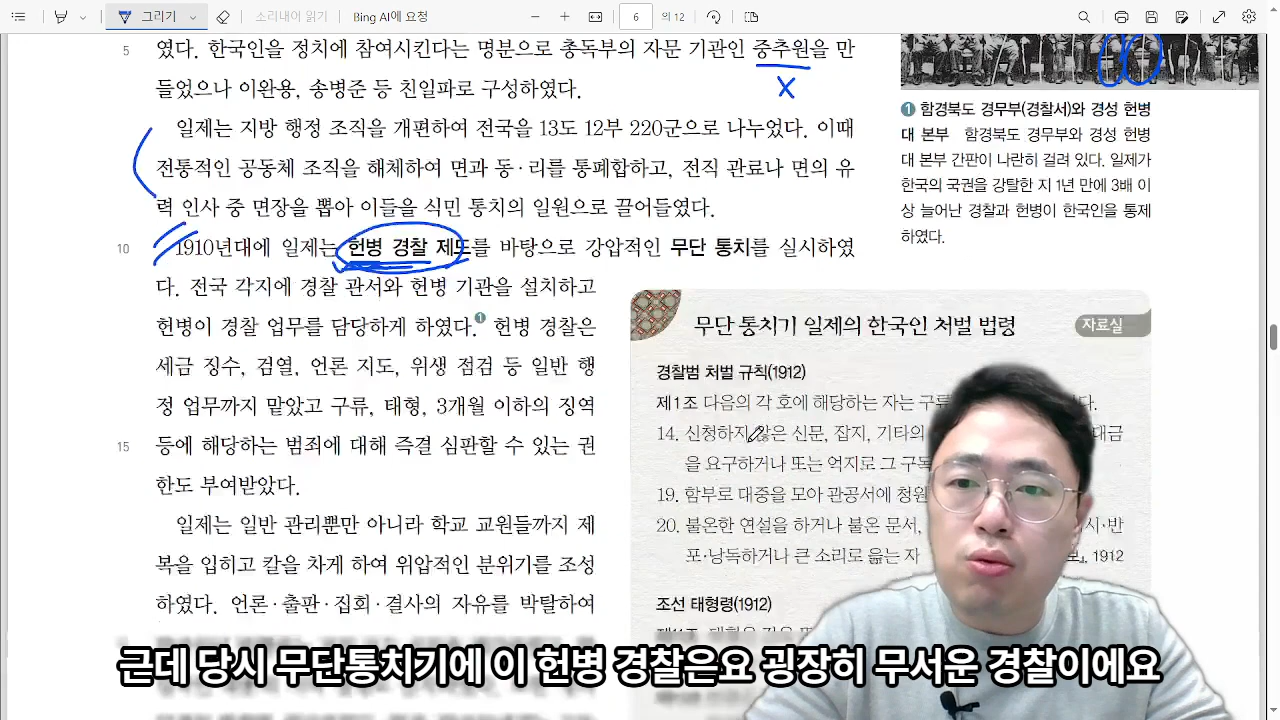 그리기
소리내어 읽기
Bing AI에 요청
6
의 12
5
였다. 한국인을 정치에 참여시킨다는 명분으로 총독부의 자문 기관인 중추원을 만
들었으나 이완용, 송병준 등 친일파로 구성하였다.
X
일제는 지방 행정 조직을 개편하여 전국을 13도 12부 220군으로 나누었다. 이때
전통적인 공동체 조직을 해체하여 면과 동·리를 통폐합하고, 전직 관료나 면의 유
력 인사 중 면장을 뽑아 이들을 식민 통치의 일원으로 끌어들였다.
10
1910년대에 일제는 헌병 경찰 제도를 바탕으로 강압적인 무단 통치를 실시하였
다. 전국 각지에 경찰 관서와 헌병 기관을 설치하고
헌병이 경찰 업무를 담당하게 하였다.❶ 헌병 경찰은
세금 징수, 검열, 언론 지도, 위생 점검 등 일반 행
정 업무까지 맡았고 구류, 태형, 3개월 이하의 징역
15
등에 해당하는 범죄에 대해 즉결 심판할 수 있는 권
한도 부여받았다.
일제는 일반 관리뿐만 아니라 학교 교원들까지 제
복을 입히고 칼을 차게 하여 위압적인 분위기를 조성
하였다. 언론·출판·집회·결사의 자유를 박탈하여
❶ 함경북도 경무부(경찰서)와 경성 헌병
대 본부 함경북도 경무부와 경성 헌병
대 본부 간판이 나란히 걸려 있다. 일제가
한국의 국권을 강탈한 지 1년 만에 3배 이
상 늘어난 경찰과 헌병이 한국인을 통제
하였다.
무단 통치기 일제의 한국인 처벌 법령
자료실
경찰범 처벌 규칙(1912)
제1조 다음의 각 호에 해당하는 자는 구류
다.
14. 신청하지 않은 신문, 잡지, 기타의
대금
을 요구하거나 또는 억지로 그 구독
19. 함부로 대중을 모아 관공서에 청원
20. 불온한 연설을 하거나 불온 문서,
시·반
포·낭독하거나 큰 소리로 읊는 자
1912
조선 태형령(1912)
근데 당시 무단통치기에 이 헌병 경찰은요 굉장히 무서운 경찰이에요